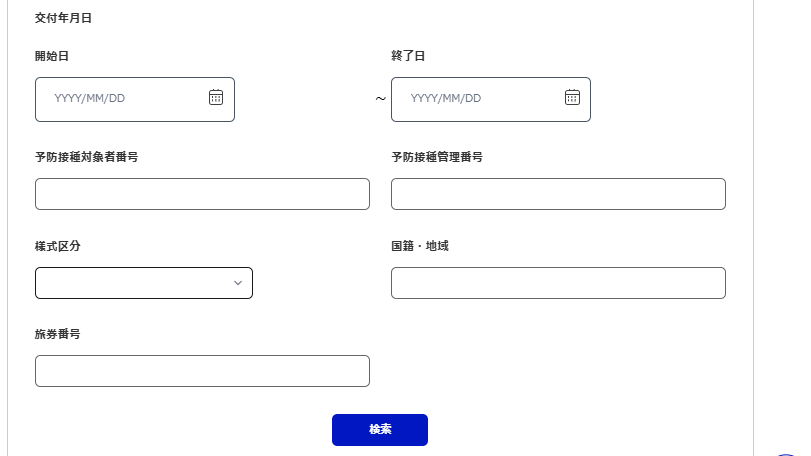 交付年月日
開始日 終了日
YYYY/MM/DD ～ YYYY/MM/DD
予防接種対象者番号 予防接種管理番号
様式区分 国籍・地域
旅券番号
検索